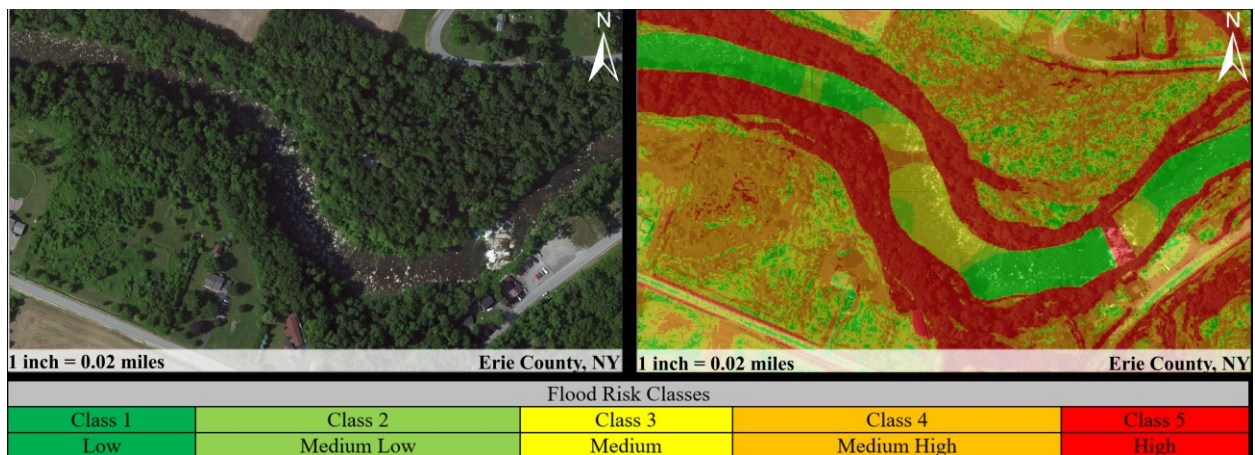 N
N
1 inch = 0.02 miles Erie County, NY
1 inch = 0.02 miles Erie County, NY
Flood Risk Classes
Class 1 Class 2 Class 3 Class 4 Class 5
Low Medium Low Medium Medium High High